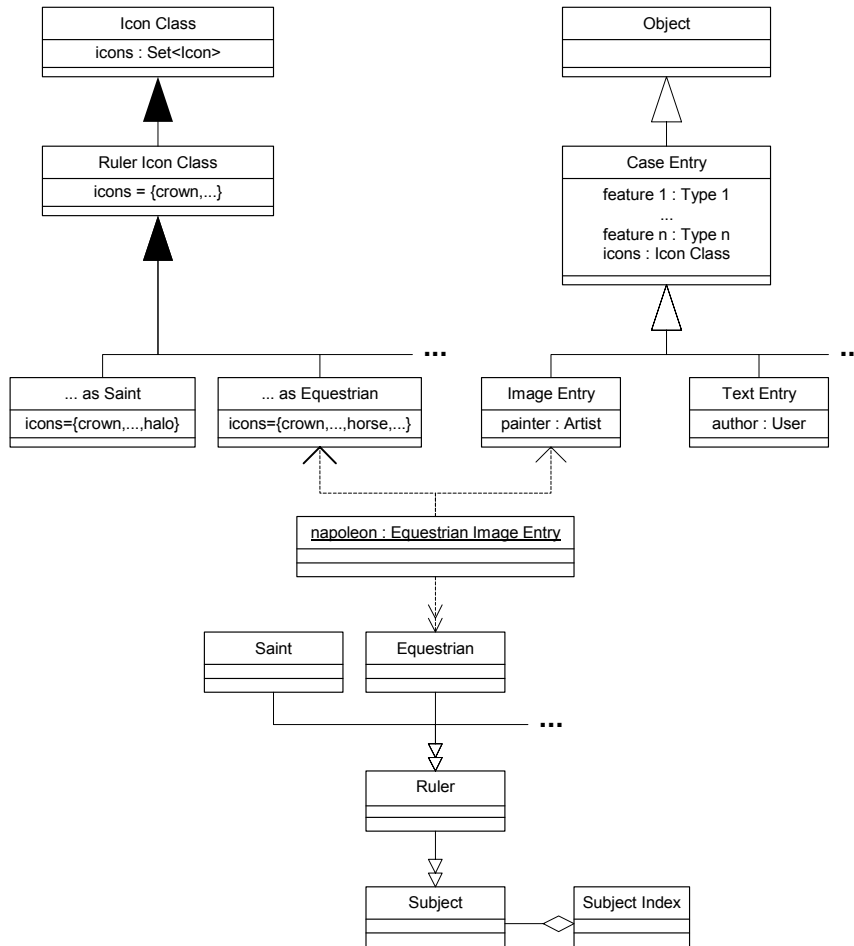 Icon Class
icons : Set<Icon>
Object
Ruler Icon Class
icons = {crown,...}
Case Entry
feature 1 : Type 1
...
feature n : Type n
icons : Icon Class
...
..
... as Saint
icons={crown,...,halo}
... as Equestrian
icons={crown,...,horse,...}
Image Entry
painter : Artist
Text Entry
author : User
napoleon : Equestrian Image Entry
Saint
Equestrian
...
Ruler
Subject
Subject Index